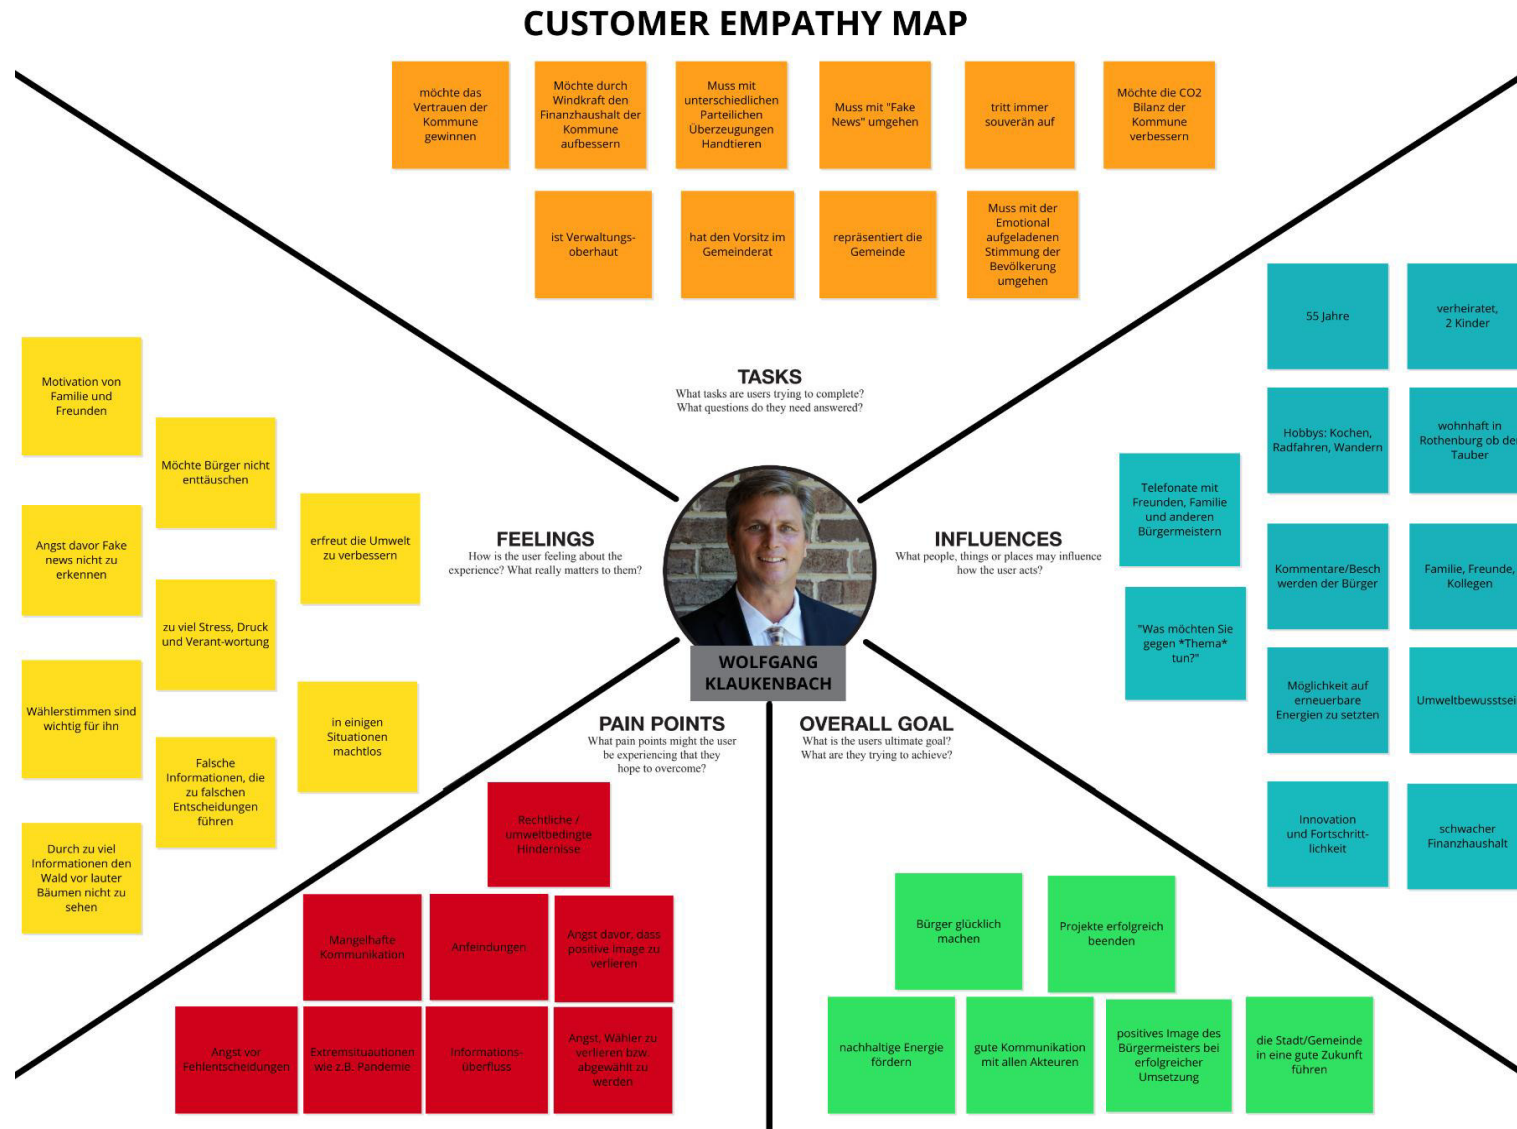 CUSTOMER EMPATHY MAP
möchte das
Vertrauen der
Kommune
gewinnen
Möchte durch
Windkraft den
Finanzhaushalt der
Kommune
aufbessern
Muss mit
unterschiedlichen
Parteilichen
Überzeugungen
Handtieren
Muss mit "Fake
News" umgehen
tritt immer
souverän auf
Möchte die CO2
Bilanz der
Kommune
verbessern
ist Verwaltungs-
oberhaut
hat den Vorsitz im
Gemeinderat
repräsentiert die
Gemeinde
Muss mit der
Emotional
aufgeladenen
Stimmung der
Bevölkerung
umgehen
TASKS
What tasks are users trying to complete?
What questions do they need answered?
Motivation von
Familie und
Freunden
Möchte Bürger nicht
enttäuschen
erfreut die Umwelt
zu verbessern
Angst davor Fake
news nicht zu
erkennen
zu viel Stress, Druck
und Verant-wortung
Wählerstimmen sind
wichtig für ihn
in einigen
Situationen
machtlos
Falsche
Informationen, die
zu falschen
Entscheidungen
führen
Durch zu viel
Informationen den
Wald vor lauter
Bäumen nicht zu
sehen
FEELINGS
How is the user feeling about the
experience? What really matters to them?
WOLFGANG
KLAUKENBACH
INFLUENCES
What people, things or places may influence
how the user acts?
55 Jahre
verheiratet,
2 Kinder
Hobbys: Kochen,
Radfahren, Wandern
wohnhaft in
Rothenburg ob de
Tauber
Telefonate mit
Freunden, Familie
und anderen
Bürgermeistern
Kommentare/Besch
werden der Bürger
Familie, Freunde,
Kollegen
"Was möchten Sie
gegen *Thema*
tun?"
Möglichkeit auf
erneuerbare
Energien zu setzten
Umweltbewusstsei
Innovation
und Fortschritt-
lichkeit
schwacher
Finanzhaushalt
PAIN POINTS
What pain points might the user
be experiencing that they
hope to overcome?
Rechtliche /
umweltbedingte
Hindernisse
Mangelhafte
Kommunikation
Anfeindungen
Angst davor, dass
positive Image zu
verlieren
Angst vor
Fehlentscheidungen
Extremsituautionen
wie z.B. Pandemie
Informations-
überfluss
Angst, Wähler zu
verlieren bzw.
abgewählt zu
werden
OVERALL GOAL
What is the users ultimate goal?
What are they trying to achieve?
Bürger glücklich
machen
Projekte erfolgreich
beenden
nachhaltige Energie
fördern
gute Kommunikation
mit allen Akteuren
positives Image des
Bürgermeisters bei
erfolgreicher
Umsetzung
die Stadt/Gemeinde
in eine gute Zukunft
führen